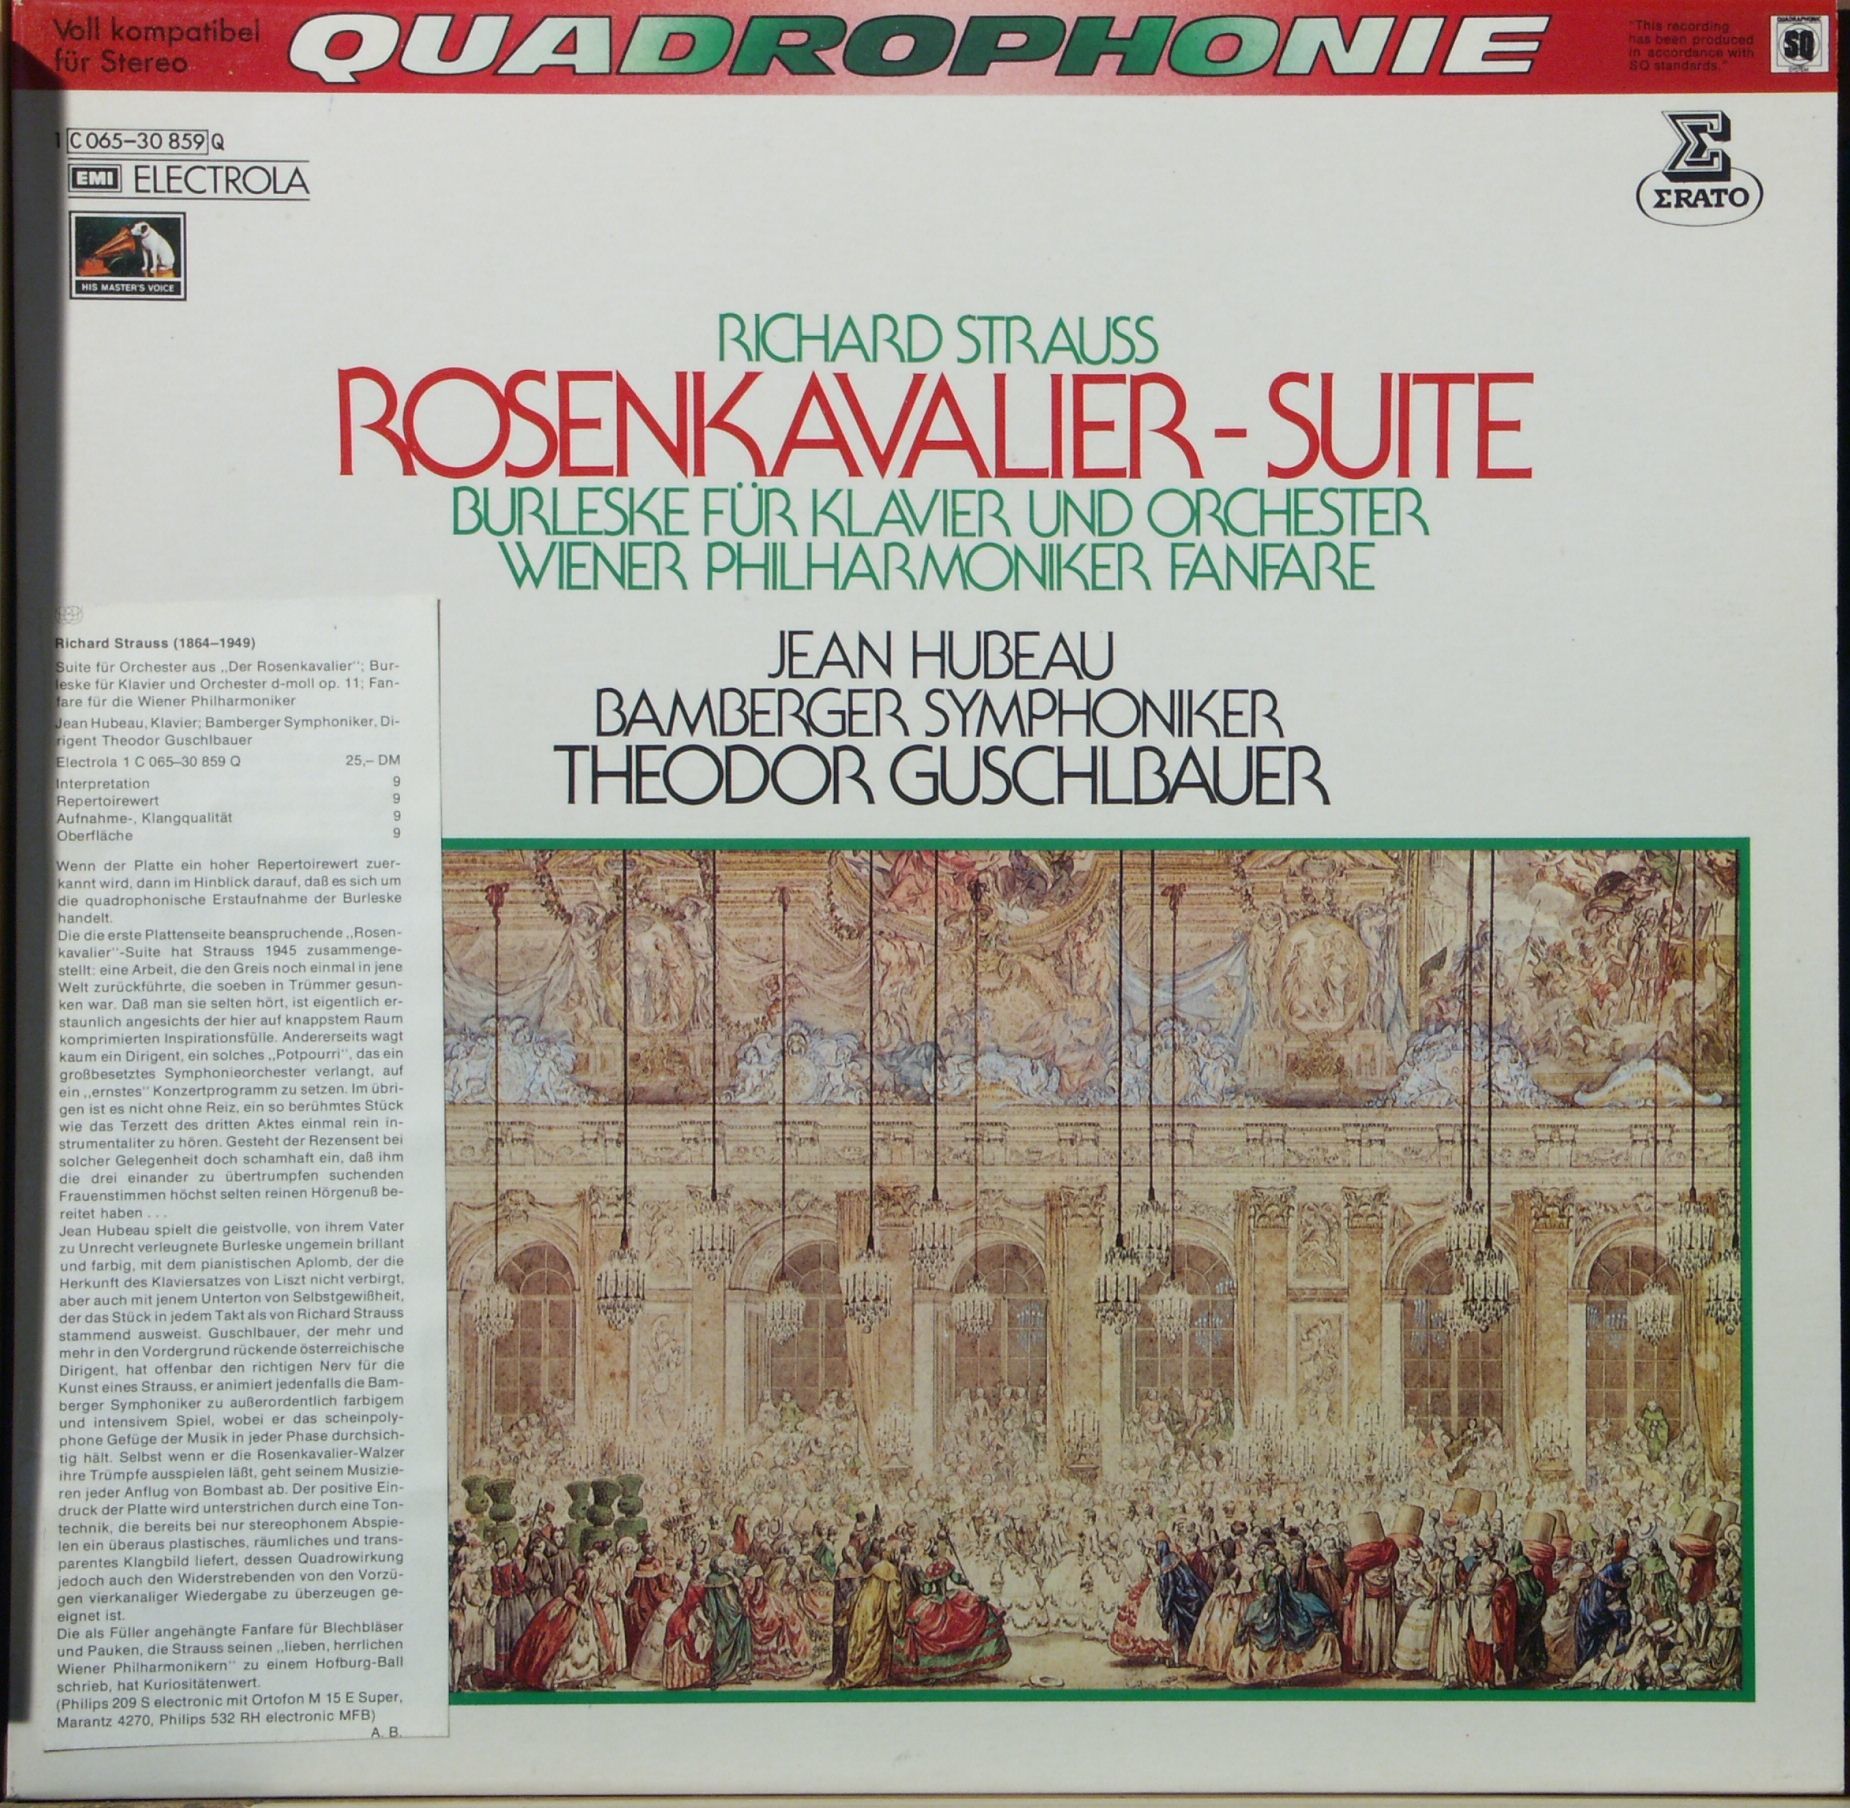 Voll kompatibel
für Stereo
QUADROPHONIE
"This recording
has been produced
in accordance with
SQ standards."
QUADRAPHONIC
SQ
1 C 065–30 859 Q
EMI ELECTROLA
HIS MASTER'S VOICE
ΣRATO
RICHARD STRAUSS
ROSENKAVALIER - SUITE
BURLESKE FÜR KLAVIER UND ORCHESTER
WIENER PHILHARMONIKER FANFARE
JEAN HUBEAU
BAMBERGER SYMPHONIKER
THEODOR GUSCHLBAUER
Richard Strauss (1864–1949)
Suite für Orchester aus „Der Rosenkavalier"; Bur-
leske für Klavier und Orchester d-moll op. 11; Fan-
fare für die Wiener Philharmoniker
Jean Hubeau, Klavier; Bamberger Symphoniker, Di-
rigent Theodor Guschlbauer
Electrola 1 C 065–30 859 Q 25,– DM
Interpretation 9
Repertoirewert 9
Aufnahme-, Klangqualität 9
Oberfläche 9
Wenn der Platte ein hoher Repertoirewert zuer-
kannt wird, dann im Hinblick darauf, daß es sich um
die quadrophonische Erstaufnahme der Burleske
handelt.
Die die erste Plattenseite beanspruchende „Rosen-
kavalier"-Suite hat Strauss 1945 zusammenge-
stellt: eine Arbeit, die den Greis noch einmal in jene
Welt zurückführte, die soeben in Trümmer gesun-
ken war. Daß man sie selten hört, ist eigentlich er-
staunlich angesichts der hier auf knappstem Raum
komprimierten Inspirationsfülle. Andererseits wagt
kaum ein Dirigent, ein solches „Potpourri", das ein
großbesetztes Symphonieorchester verlangt, auf
ein „ernstes" Konzertprogramm zu setzen. Im übri-
gen ist es nicht ohne Reiz, ein so berühmtes Stück
wie das Terzett des dritten Aktes einmal rein in-
strumentaliter zu hören. Gesteht der Rezensent bei
solcher Gelegenheit doch schamhaft ein, daß ihm
die drei einander zu übertrumpfen suchenden
Frauenstimmen höchst selten reinen Hörgenuß be-
reitet haben . . .
Jean Hubeau spielt die geistvolle, von ihrem Vater
zu Unrecht verleugnete Burleske ungemein brillant
und farbig, mit dem pianistischen Aplomb, der die
Herkunft des Klaviersatzes von Liszt nicht verbirgt,
aber auch mit jenem Unterton von Selbstgewißheit,
der das Stück in jedem Takt als von Richard Strauss
stammend ausweist. Guschlbauer, der mehr und
mehr in den Vordergrund rückende österreichische
Dirigent, hat offenbar den richtigen Nerv für die
Kunst eines Strauss, er animiert jedenfalls die Bam-
berger Symphoniker zu außerordentlich farbigem
und intensivem Spiel, wobei er das scheinpoly-
phone Gefüge der Musik in jeder Phase durchsich-
tig hält. Selbst wenn er die Rosenkavalier-Walzer
ihre Trümpfe ausspielen läßt, geht seinem Musizie-
ren jeder Anflug von Bombast ab. Der positive Ein-
druck der Platte wird unterstrichen durch eine Ton-
technik, die bereits bei nur stereophonem Abspie-
len ein überaus plastisches, räumliches und trans-
parentes Klangbild liefert, dessen Quadrowirkung
jedoch auch den Widerstrebenden von den Vorzü-
gen vierkanaliger Wiedergabe zu überzeugen ge-
eignet ist.
Die als Füller angehängte Fanfare für Blechbläser
und Pauken, die Strauss seinen „lieben, herrlichen
Wiener Philharmonikern" zu einem Hofburg-Ball
schrieb, hat Kuriositätenwert.
(Philips 209 S electronic mit Ortofon M 15 E Super,
Marantz 4270, Philips 532 RH electronic MFB)
A. B.